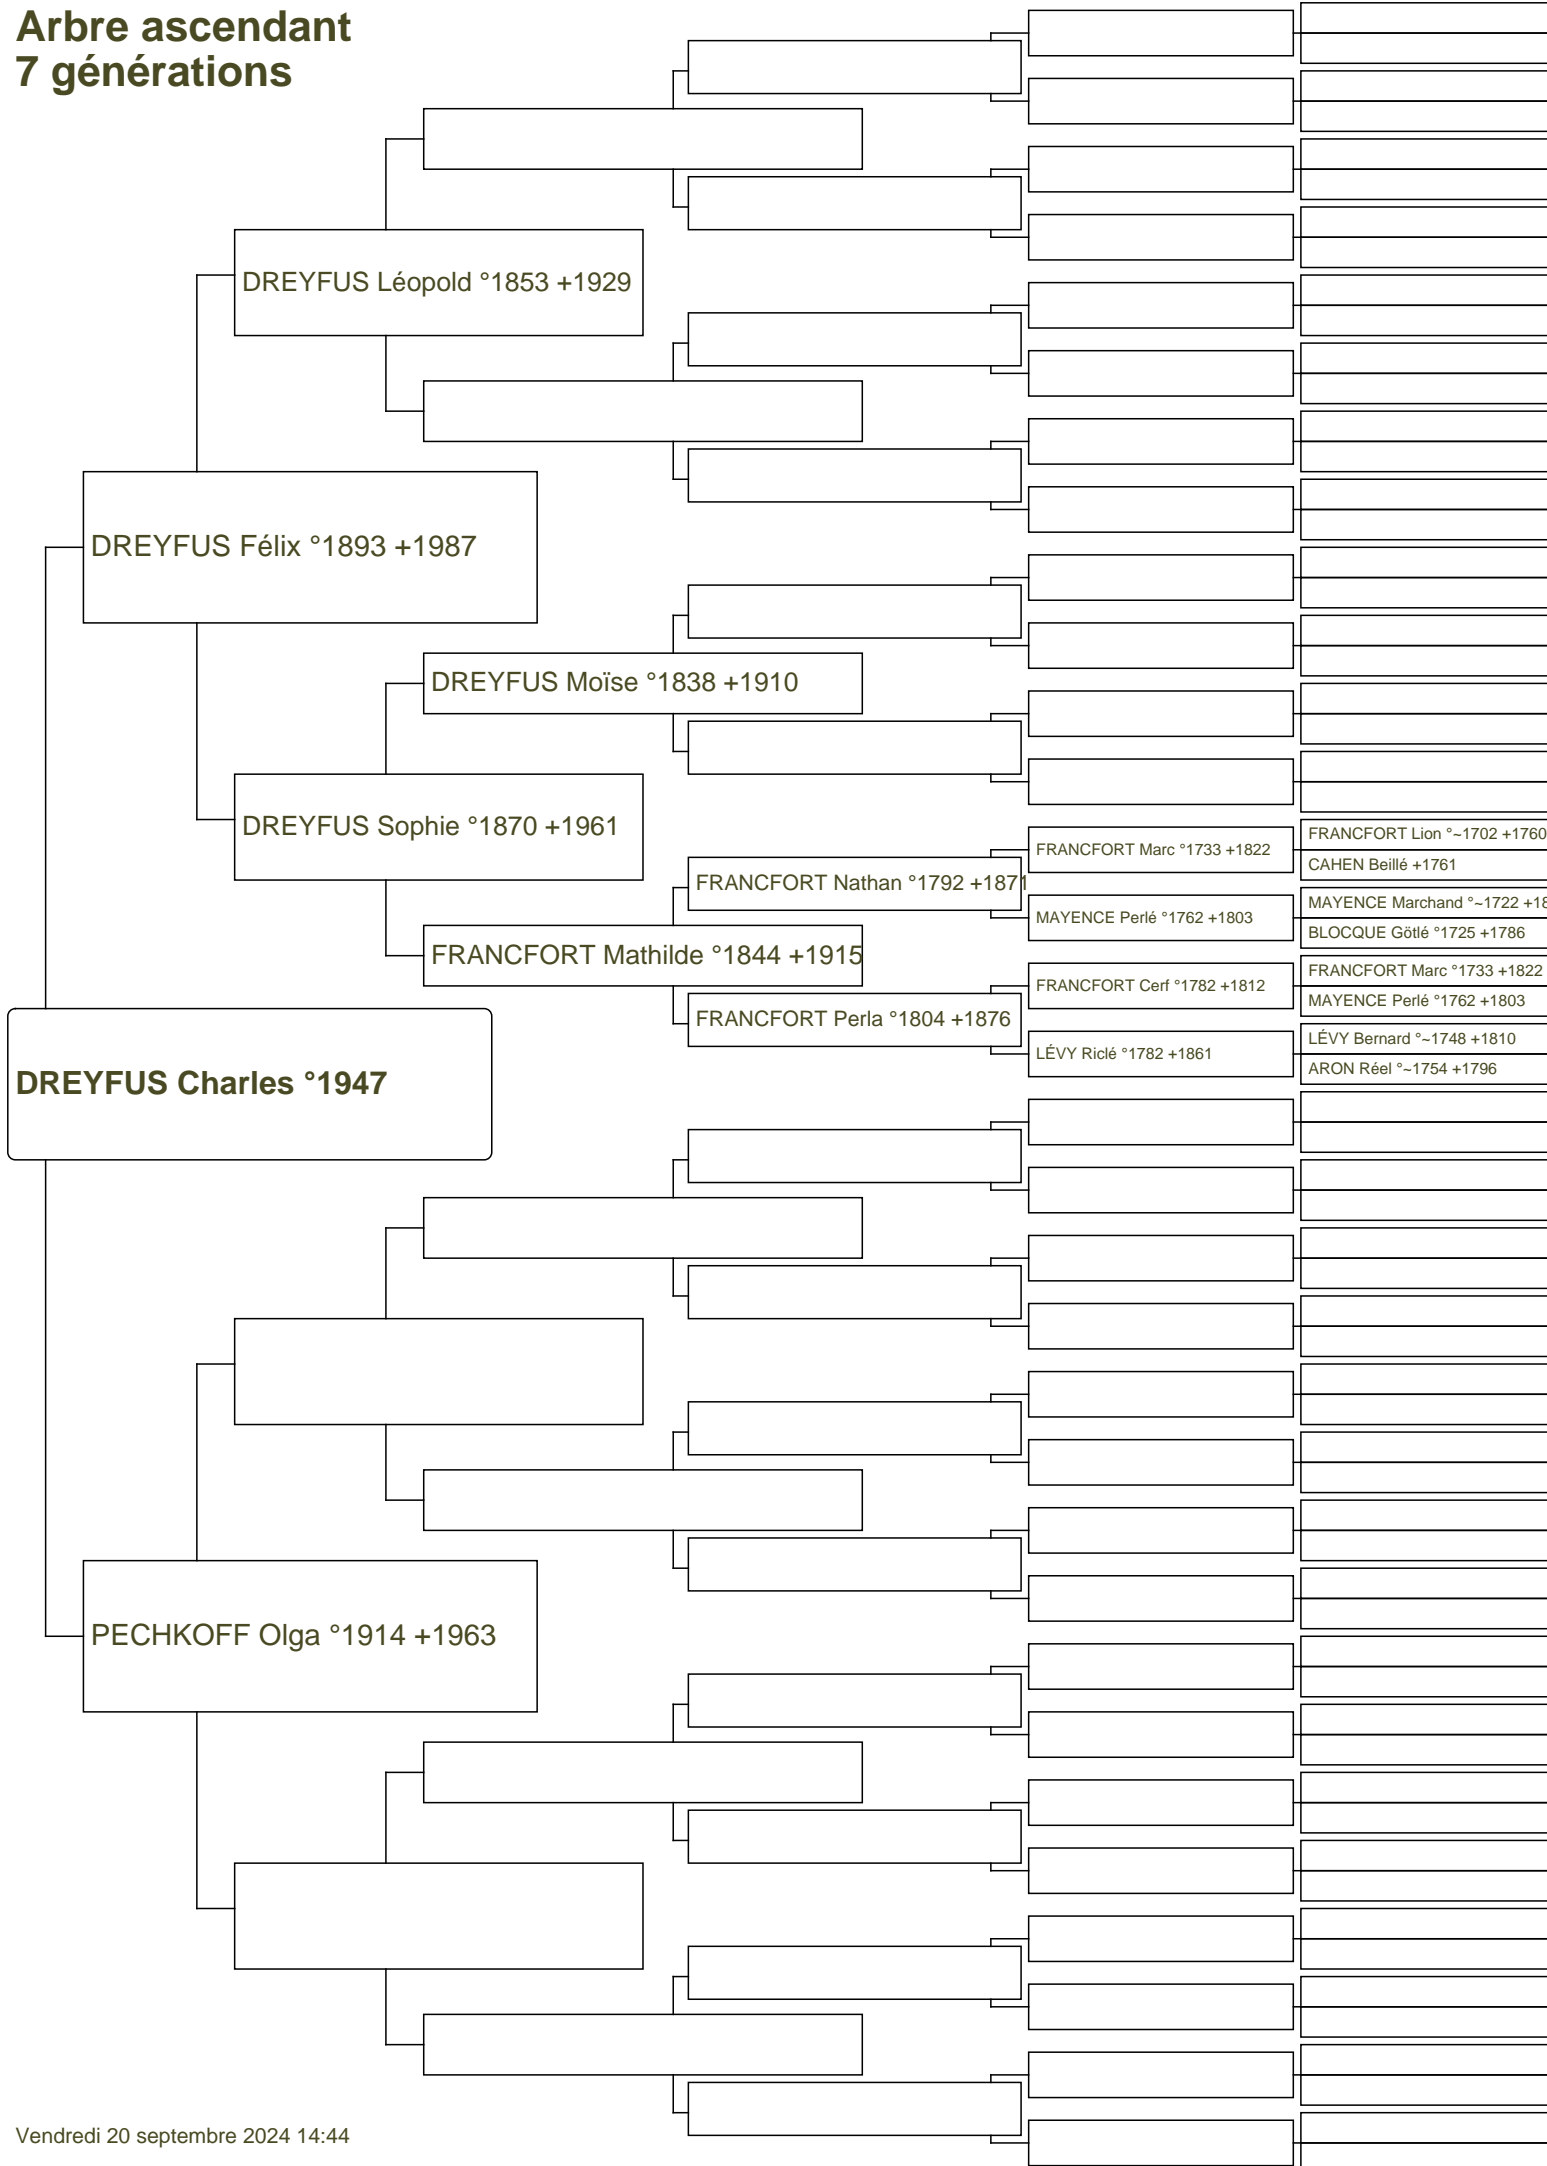 Arbre ascendant
7 générations
DREYFUS Léopold °1853 +1929
DREYFUS Félix °1893 +1987
DREYFUS Moïse °1838 +1910
DREYFUS Sophie °1870 +1961
FRANCFORT Lion °~1702 +1760
FRANCFORT Marc °1733 +1822
CAHEN Beillé +1761
FRANCFORT Nathan °1792 +1871
MAYENCE Marchand °~1722 +18
MAYENCE Perlé °1762 +1803
BLOCQUE Götlé °1725 +1786
FRANCFORT Mathilde °1844 +1915
FRANCFORT Marc °1733 +1822
FRANCFORT Cerf °1782 +1812
MAYENCE Perlé °1762 +1803
FRANCFORT Perla °1804 +1876
LÉVY Bernard °~1748 +1810
LÉVY Riclé °1782 +1861
ARON Réel °~1754 +1796
DREYFUS Charles °1947
PECHKOFF Olga °1914 +1963
Vendredi 20 septembre 2024 14:44